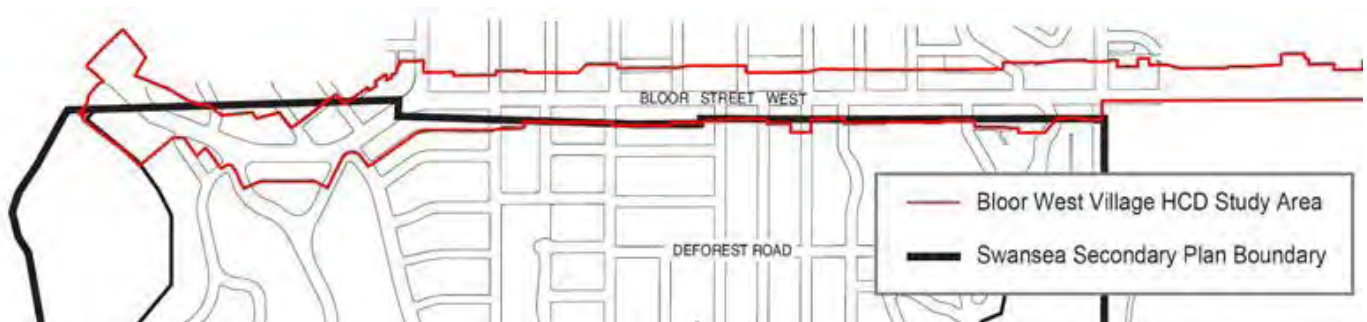 BLOOR STREET WEST
Bloor West Village HCD Study Area
DEFOREST ROAD
Swansea Secondary Plan Boundary